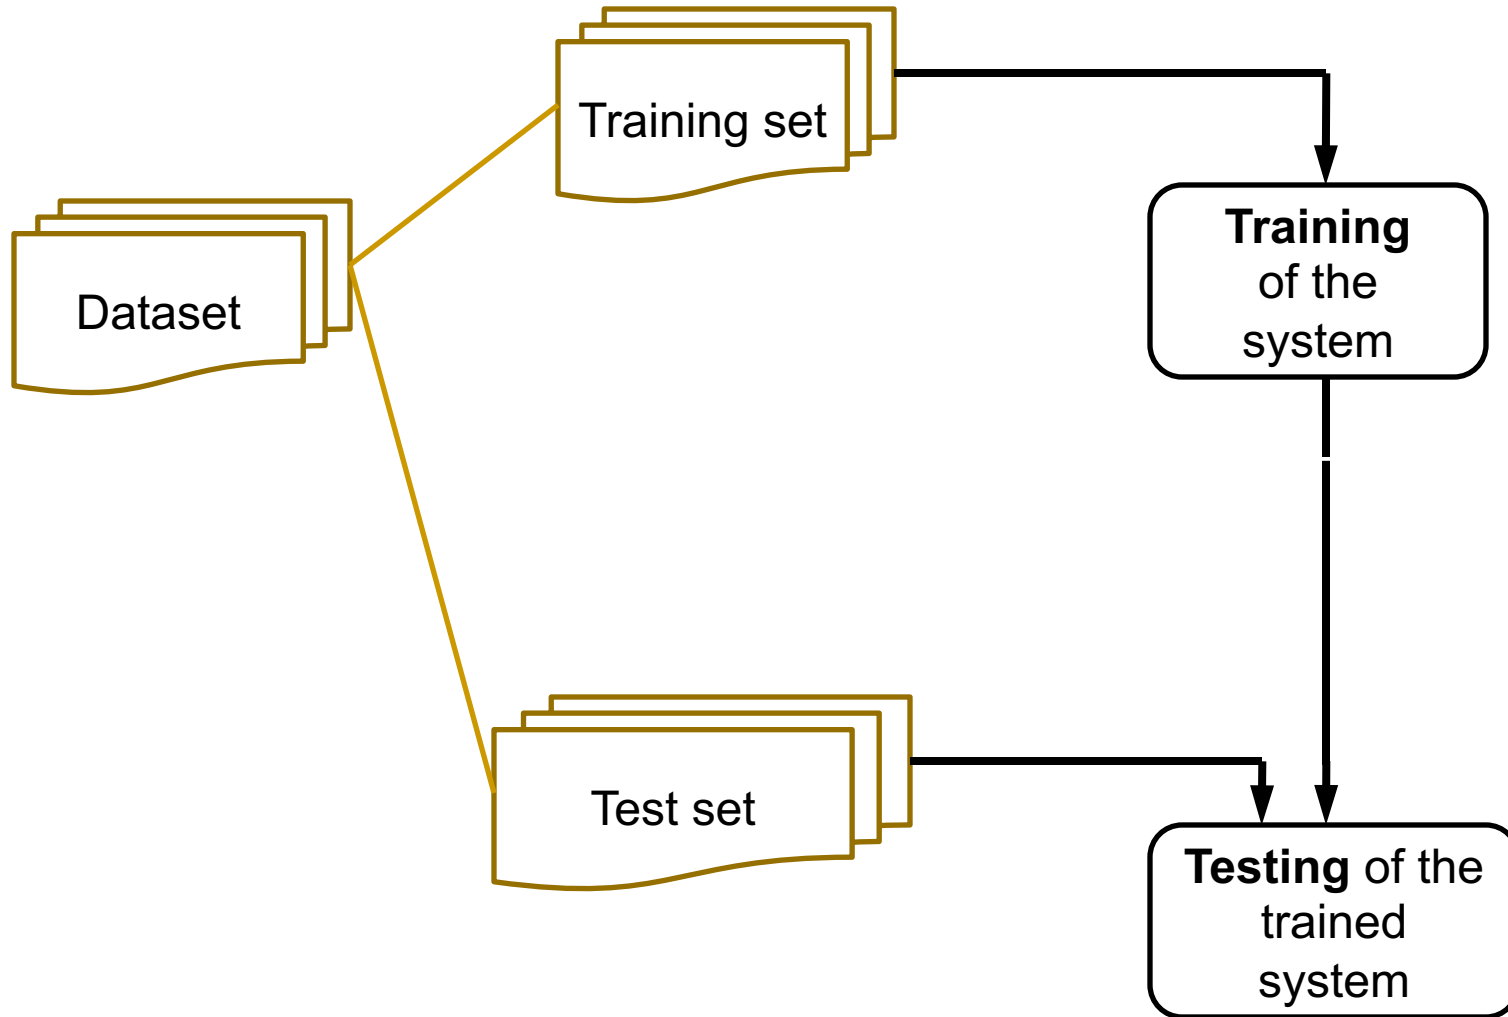 Training set
Dataset
Training
of the
system
Test set
Testing of the
trained
system